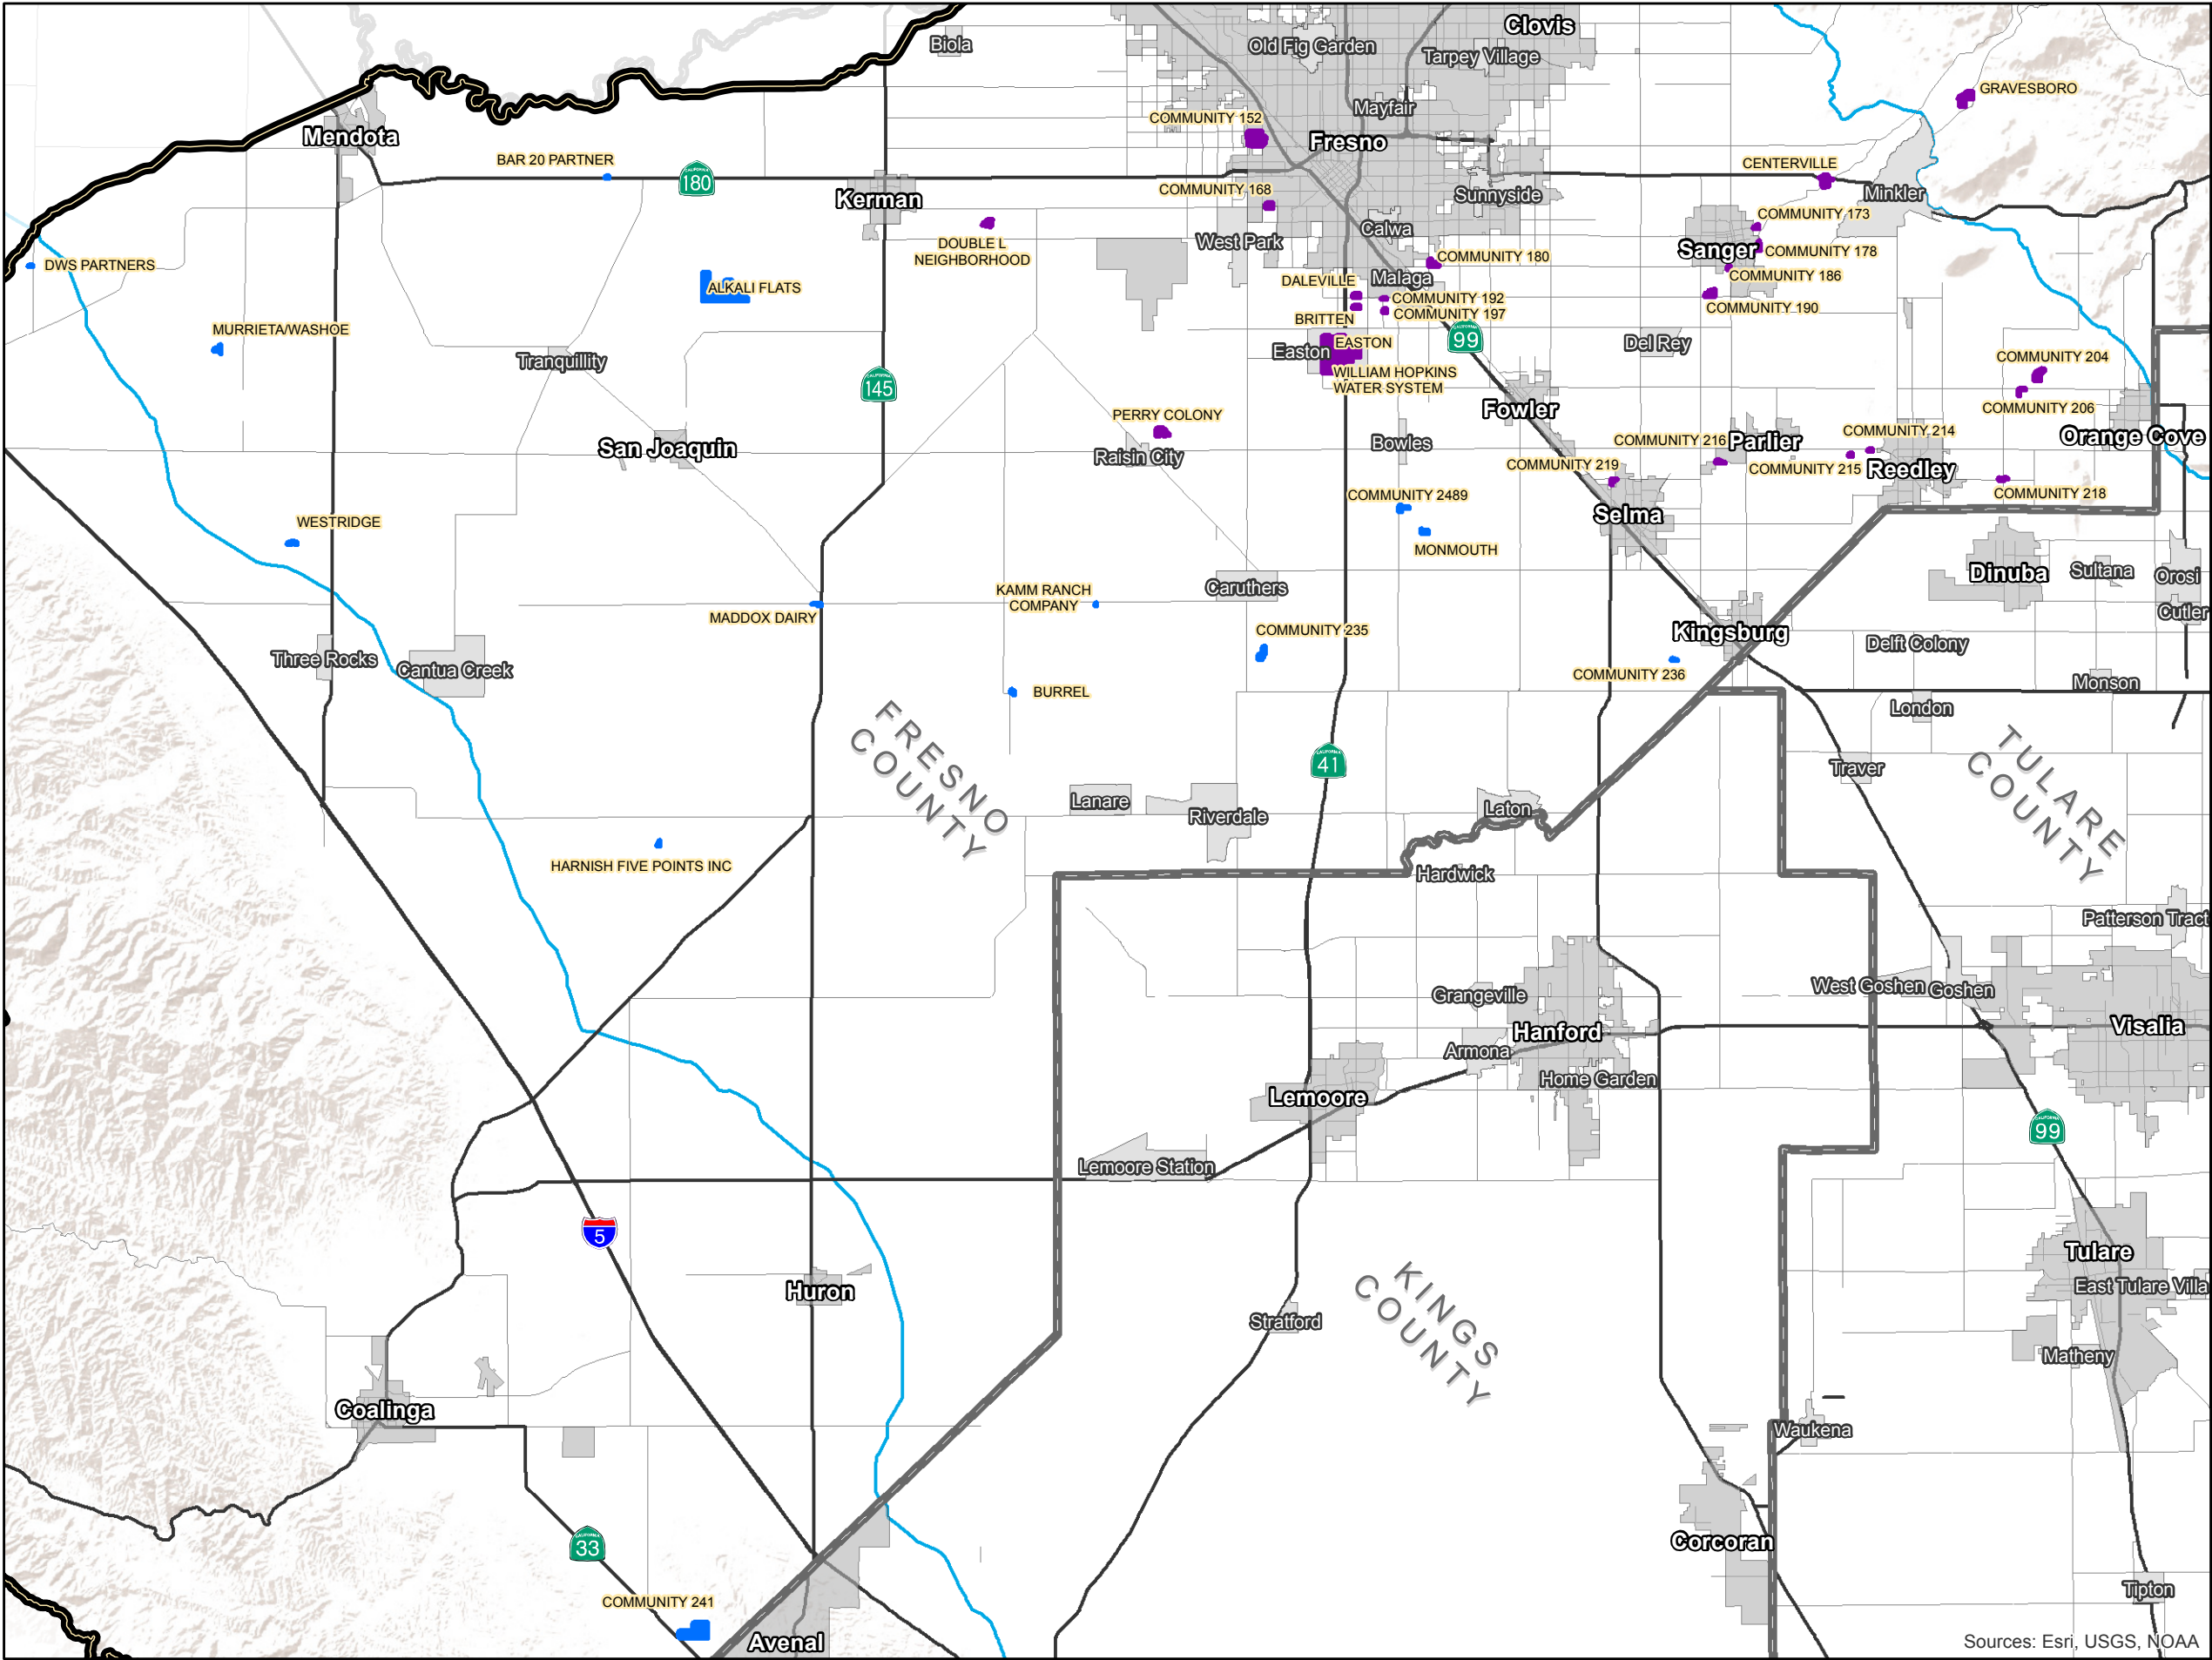 Clovis
Biola
Old Fig Garden
Tarpey Village
GRAVESBORO
Mayfair
COMMUNITY 152
Mendota
Fresno
BAR 20 PARTNER
CENTERVILLE
CALIFORNIA
180
COMMUNITY 168
Kerman
Sunnyside
Minkler
COMMUNITY 173
Calwa
DOUBLE L
NEIGHBORHOOD
West Park
Sanger
COMMUNITY 178
COMMUNITY 180
DWS PARTNERS
COMMUNITY 186
Malaga
DALEVILLE
ALKALI FLATS
COMMUNITY 192
COMMUNITY 190
COMMUNITY 197
BRITTEN
MURRIETA/WASHOE
CALIFORNIA
99
EASTON
Easton
Del Rey
COMMUNITY 204
Tranquillity
WILLIAM HOPKINS
WATER SYSTEM
CALIFORNIA
145
Fowler
COMMUNITY 206
PERRY COLONY
COMMUNITY 214
Orange Cove
COMMUNITY 216
Parlier
Bowles
San Joaquin
Raisin City
COMMUNITY 219
COMMUNITY 215
Reedley
COMMUNITY 2489
COMMUNITY 218
Selma
WESTRIDGE
MONMOUTH
Dinuba
Sultana
Orosi
Caruthers
KAMM RANCH
COMPANY
Cutler
MADDOX DAIRY
COMMUNITY 235
Kingsburg
Delft Colony
Three Rocks
Cantua Creek
COMMUNITY 236
Monson
BURREL
London
FRESNO
COUNTY
TULARE
COUNTY
CALIFORNIA
41
Traver
Lanare
Riverdale
Laton
HARNISH FIVE POINTS INC
Hardwick
Patterson Tract
West Goshen
Goshen
Grangeville
Hanford
Visalia
Armona
Home Garden
Lemoore
CALIFORNIA
99
Lemoore Station
5
Tulare
Huron
East Tulare Villa
KINGS
COUNTY
Stratford
Matheny
Coalinga
Waukena
CALIFORNIA
33
Corcoran
Tipton
COMMUNITY 241
Avenal
Sources: Esri, USGS, NOAA